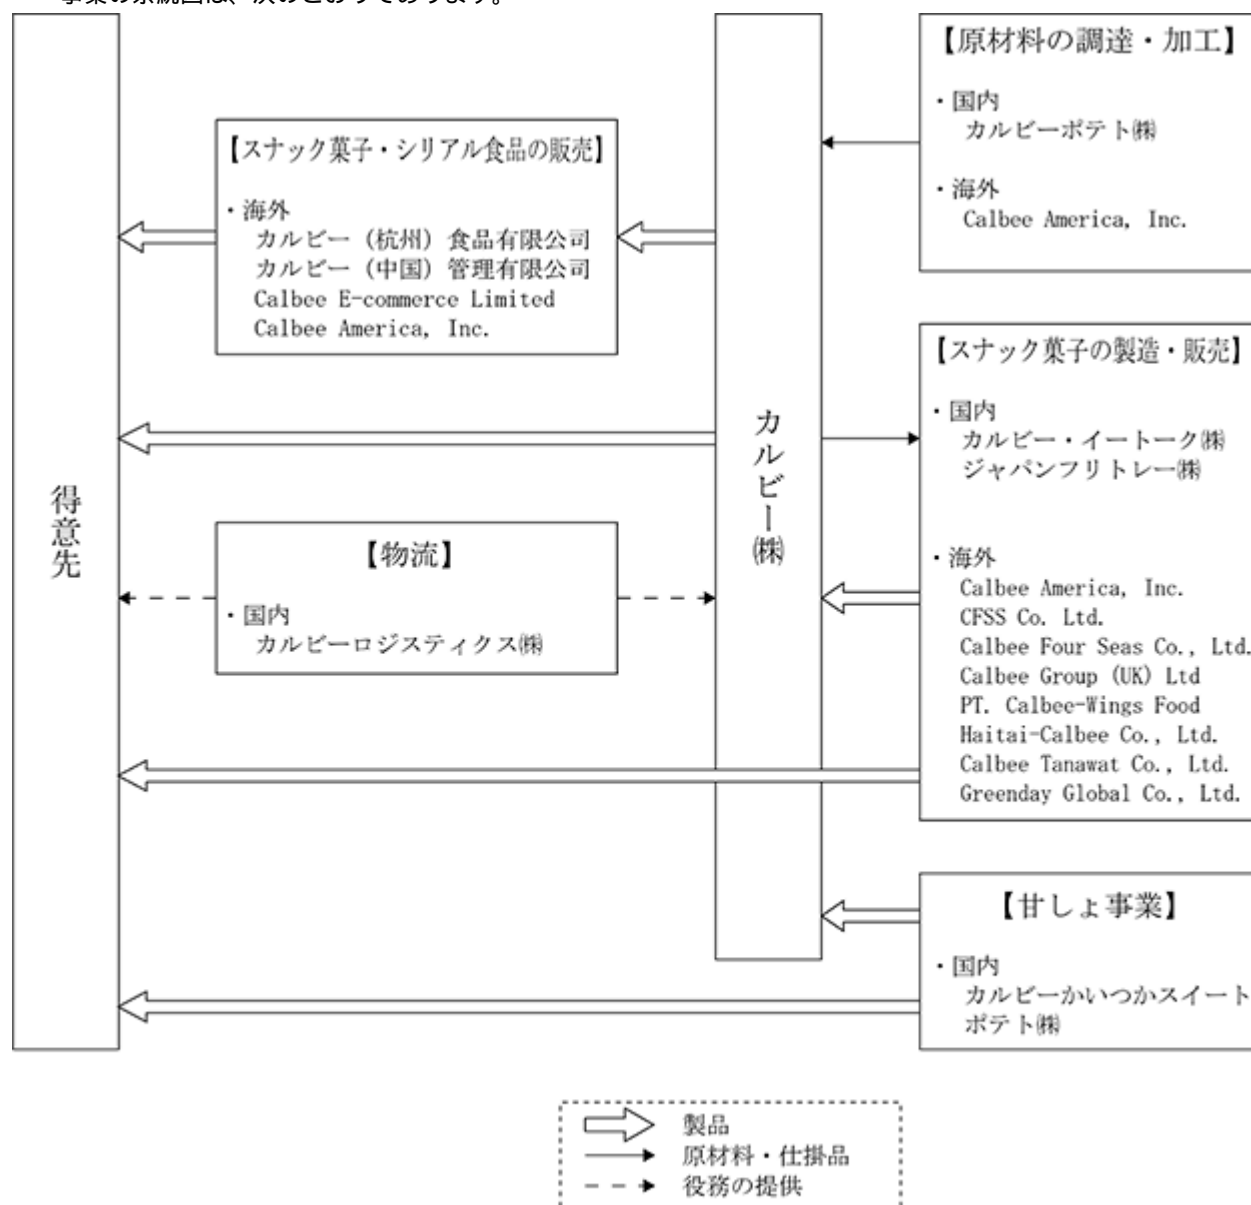 事業の系統図は、次のとおりであります。
得意先
【スナック菓子・シリアル食品の販売】
・海外
カルビー（杭州）食品有限公司
カルビー（中国）管理有限公司
Calbee E-commerce Limited
Calbee America, Inc.
【物流】
・国内
カルビーロジスティクス㈱
カルビー㈱
【原材料の調達・加工】
・国内
カルビーポテト㈱
・海外
Calbee America, Inc.
【スナック菓子の製造・販売】
・国内
カルビー・イートーク㈱
ジャパンフリトレー㈱
・海外
Calbee America, Inc.
CFSS Co. Ltd.
Calbee Four Seas Co., Ltd.
Calbee Group (UK) Ltd
PT. Calbee-Wings Food
Haitai-Calbee Co., Ltd.
Calbee Tanawat Co., Ltd.
Greenday Global Co., Ltd.
【甘しょ事業】
・国内
カルビーかいつかスイート
ポテト㈱
製品
原材料・仕掛品
役務の提供